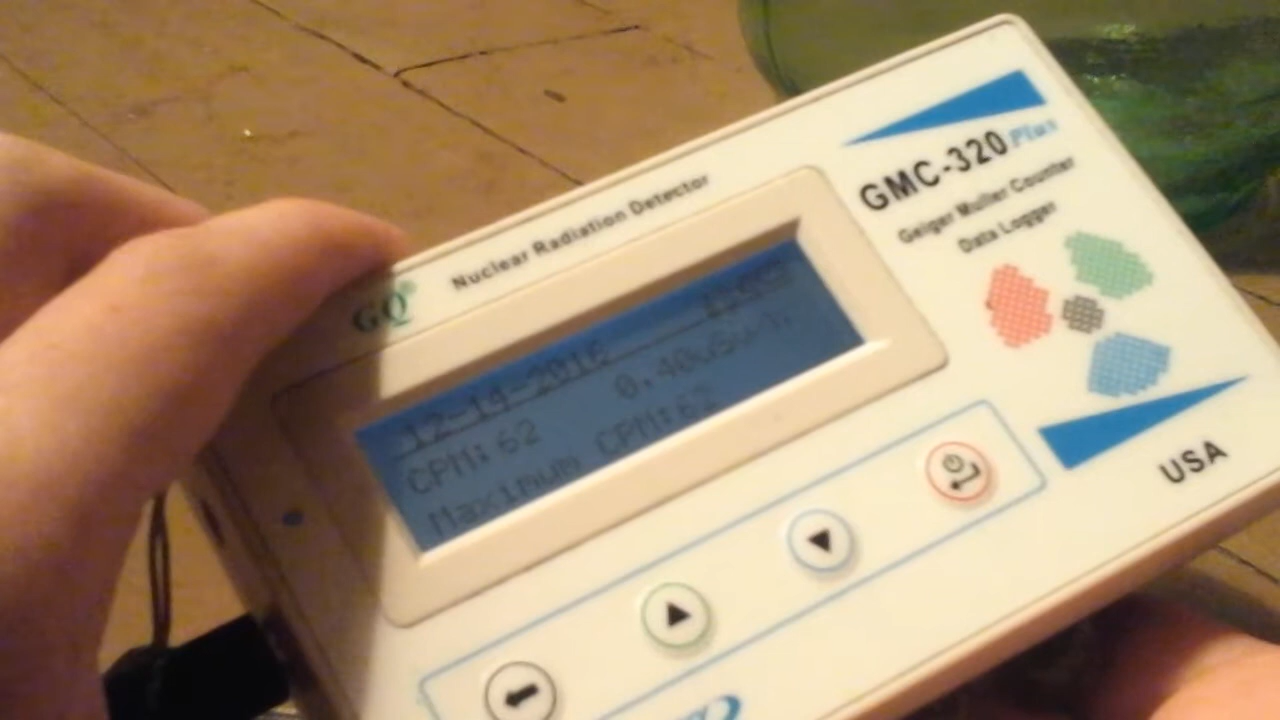 GMC-320 Plus
Geiger Muller Counter
Data Logger
GQ®
Nuclear Radiation Detector
12-14-2016
CPM: 62 0.40uSv/h
Maximum CPM:62
USA